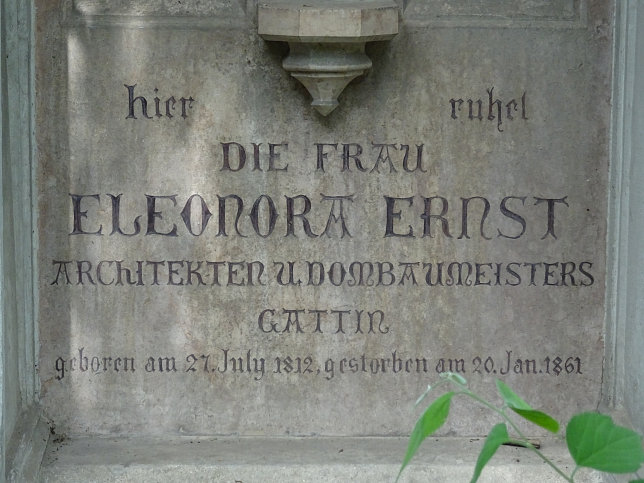 hier ruhet
DIE FRAU
ELEONORA ERNST
ARCHITEKTEN U. DOMBAUMEISTERS
GATTIN
geboren am 27. July 1812, gestorben am 20. Jan. 1861